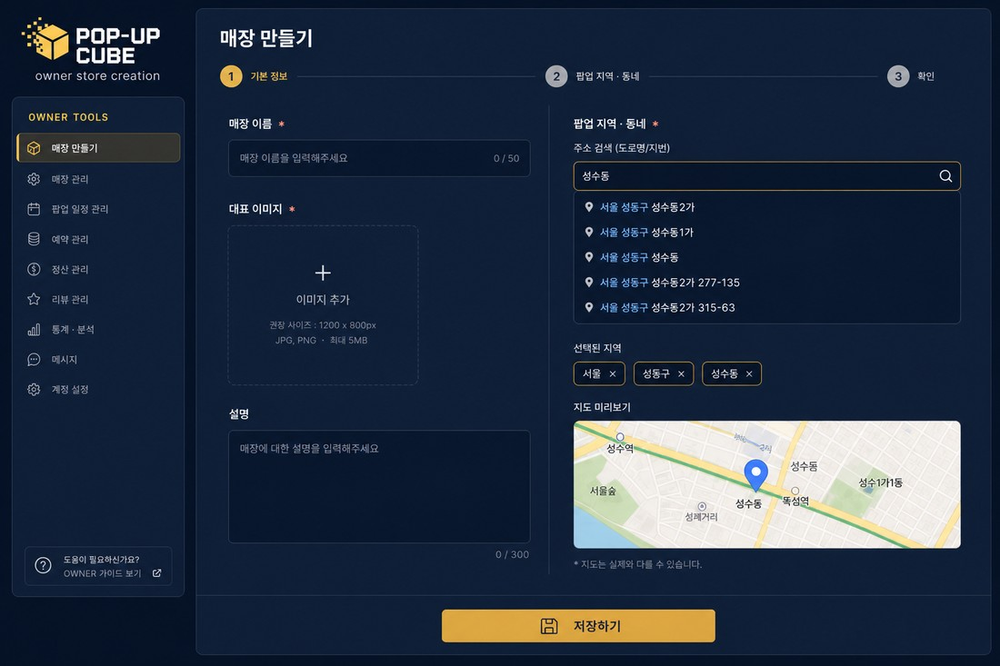 POP-UP
CUBE
owner store creation
OWNER TOOLS
매장 만들기
매장 관리
팝업 일정 관리
예약 관리
정산 관리
리뷰 관리
통계 · 분석
메시지
계정 설정
도움이 필요하신가요?
OWNER 가이드 보기
매장 만들기
1 기본 정보
2 팝업 지역 · 동네
3 확인
매장 이름 *
매장 이름을 입력해주세요 0 / 50
대표 이미지 *
이미지 추가
권장 사이즈 : 1200 x 800px
JPG, PNG · 최대 5MB
설명
매장에 대한 설명을 입력해주세요
0 / 300
팝업 지역 · 동네 *
주소 검색 (도로명/지번)
성수동
서울 성동구 성수동2가
서울 성동구 성수동1가
서울 성동구 성수동
서울 성동구 성수동2가 277-135
서울 성동구 성수동2가 315-63
선택된 지역
서울 ×
성동구 ×
성수동 ×
지도 미리보기
성수역
성수동
서울숲
성수1가1동
성수동
뚝섬역
* 지도는 실제와 다를 수 있습니다.
저장하기